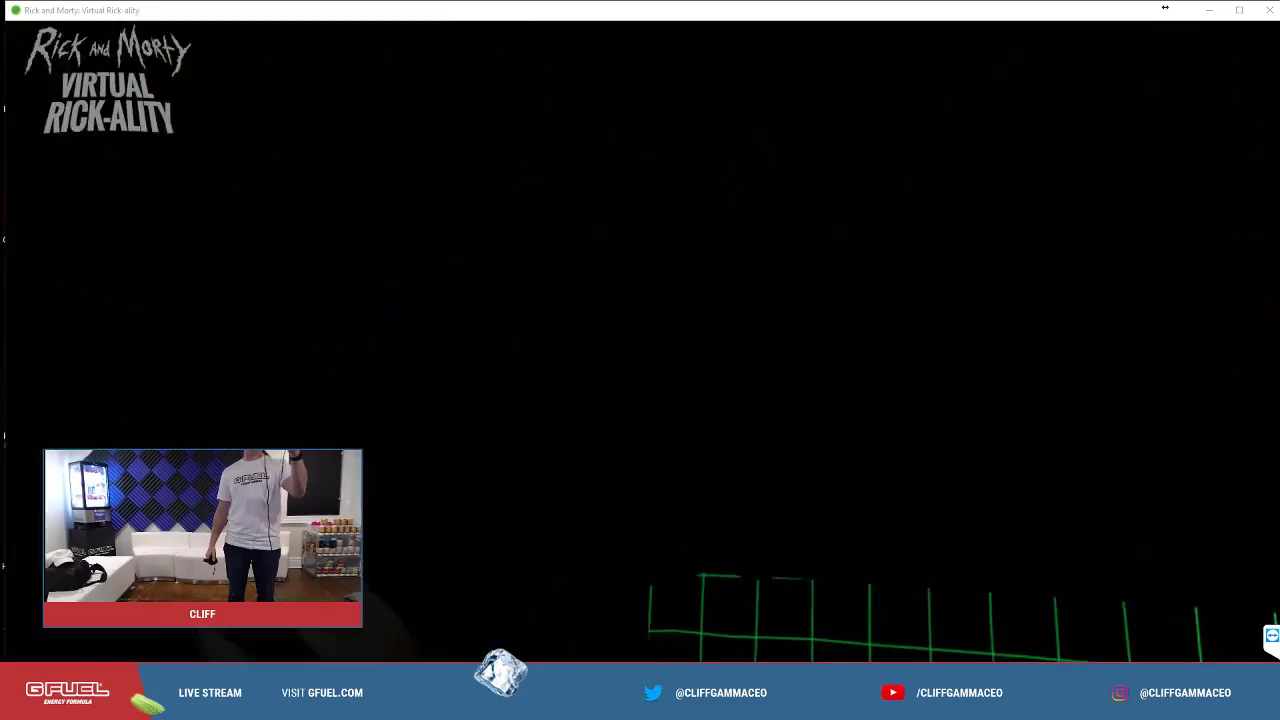 Rick and Morty: Virtual Rick-ality
RICK AND MORTY
VIRTUAL
RICK-ALITY
GFUEL
CLIFF
GFUEL
ENERGY FORMULA
LIVE STREAM
VISIT GFUEL.COM
@CLIFFGAMMACEO
/CLIFFGAMMACEO
@CLIFFGAMMACEO